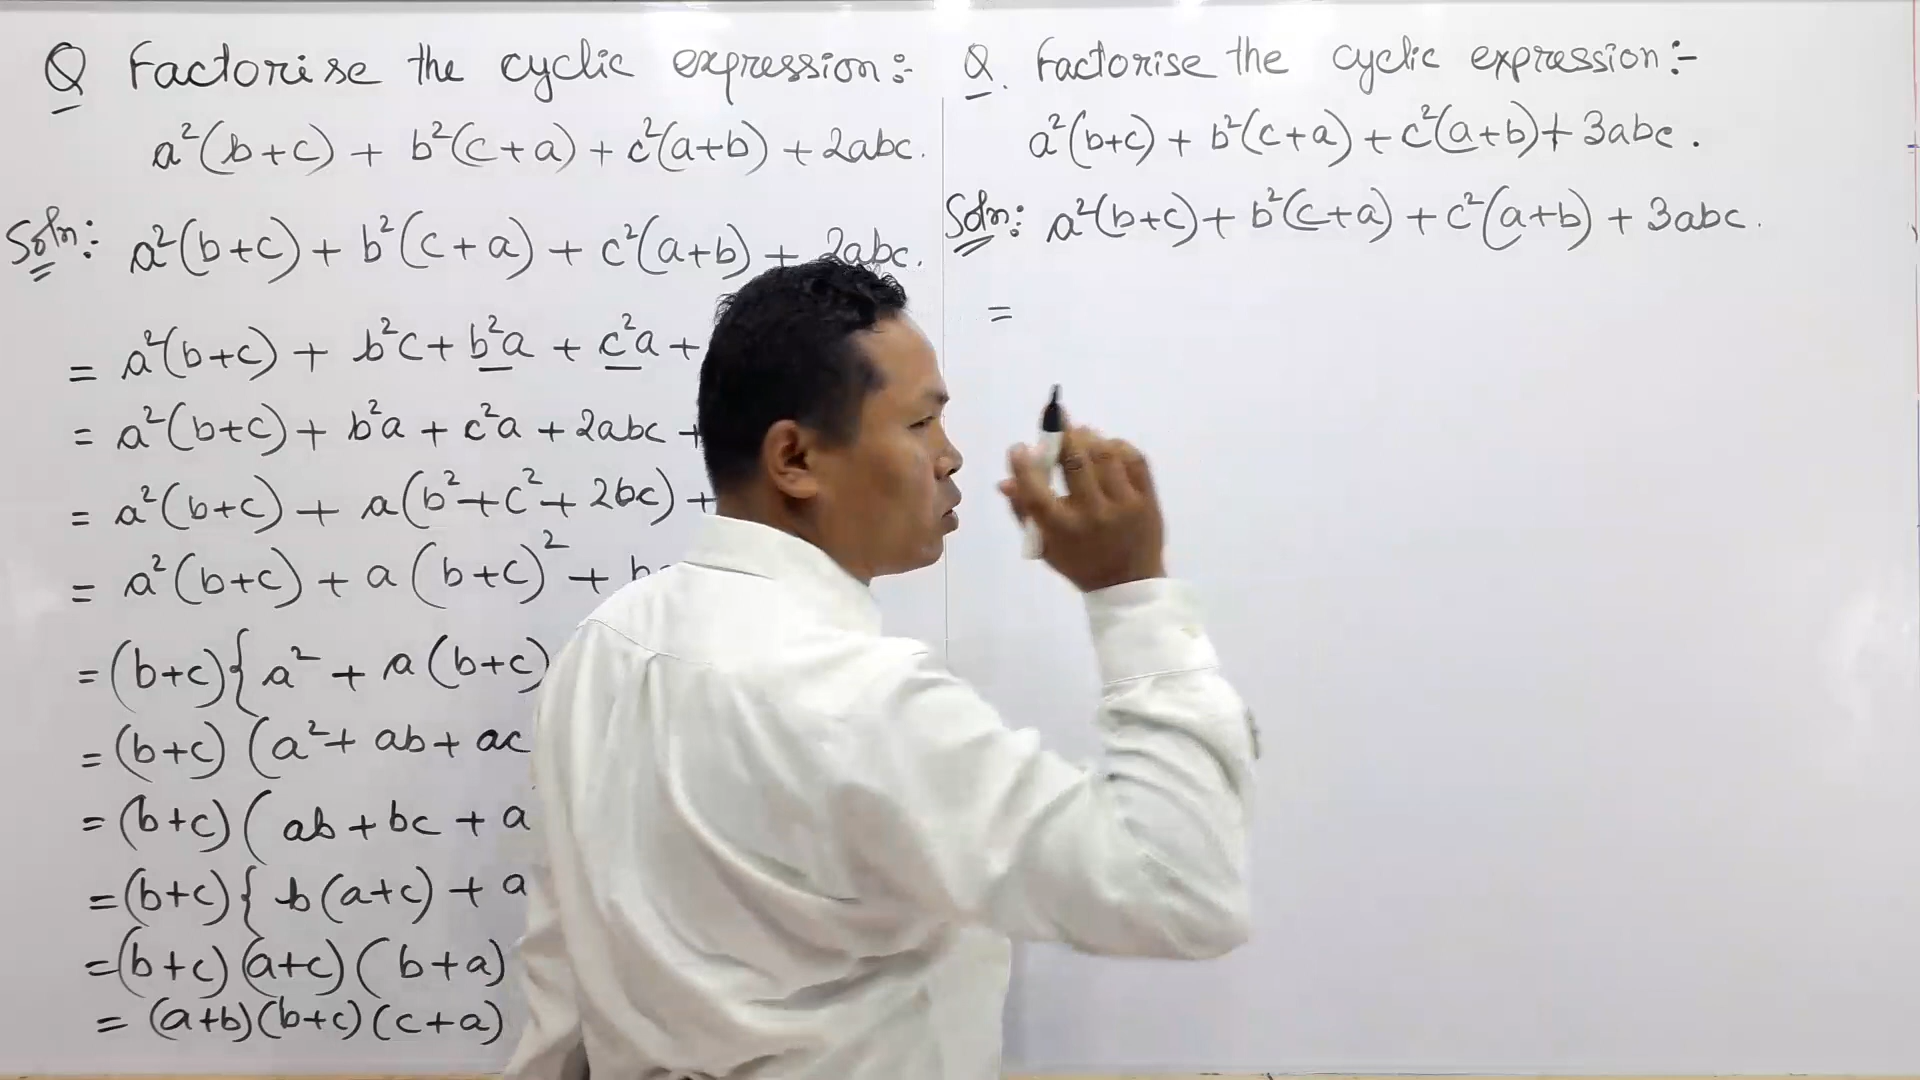 Q Factorise the cyclic expression:-
a²(b+c) + b²(c+a) + c²(a+b) + 2abc.
Soln: a²(b+c) + b²(c+a) + c²(a+b) + 2abc.
= a²(b+c) + b²c + b²a + c²a +
= a²(b+c) + b²a + c²a + 2abc +
= a²(b+c) + a(b²+c²+ 2bc) +
= a²(b+c) + a(b+c)² +
= (b+c){a² + a(b+c)
= (b+c) (a²+ ab+ ac
= (b+c) ( ab + bc + a
= (b+c) { b(a+c) + a
= (b+c) (a+c) ( b+a)
= (a+b) (b+c) (c+a)
Q. Factorise the cyclic expression:-
a²(b+c) + b²(c+a) + c²(a+b) + 3abc.
Soln: a²(b+c) + b²(c+a) + c²(a+b) + 3abc.
=